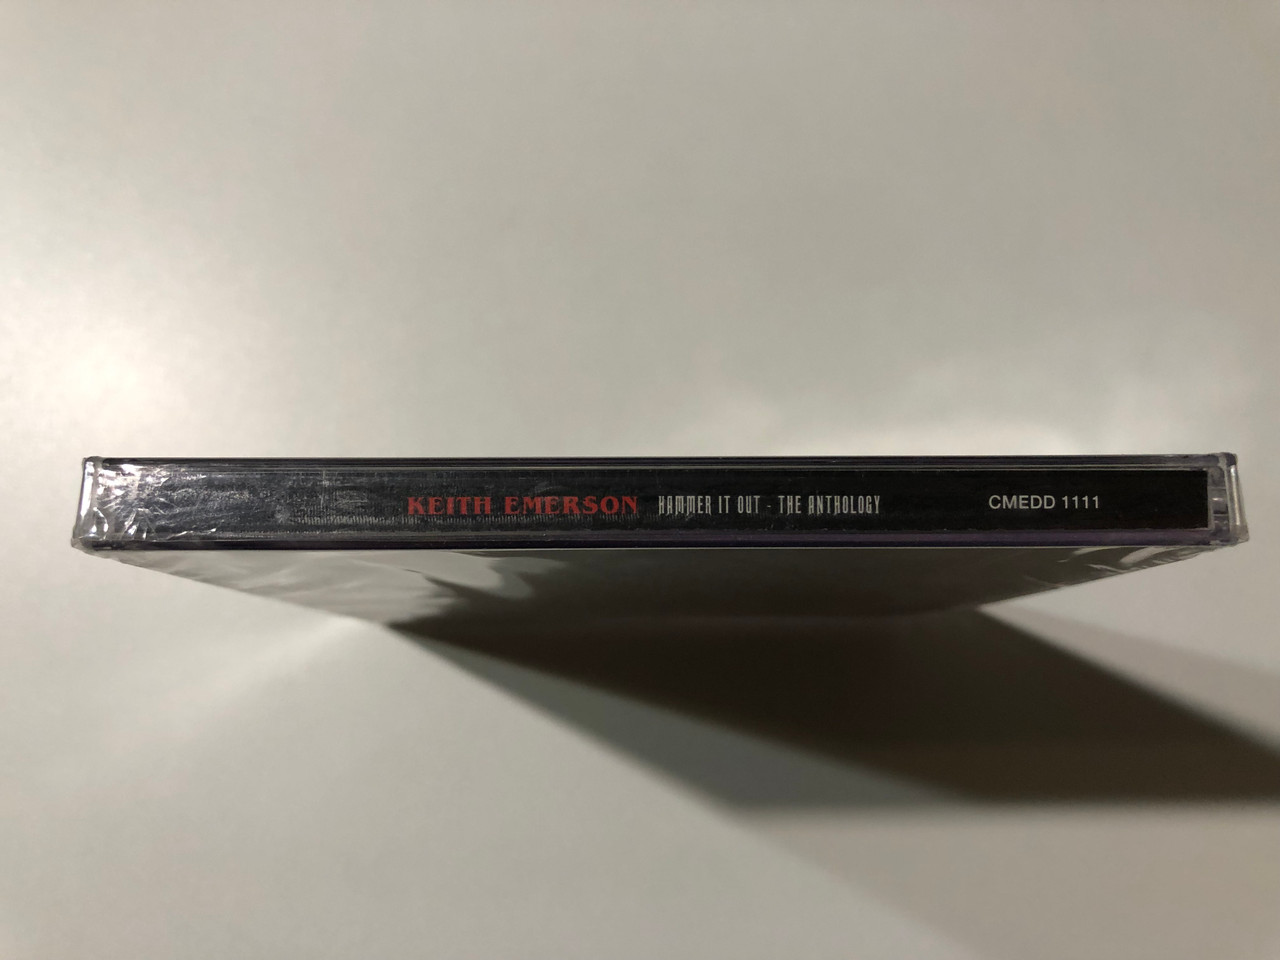 KEITH EMERSON HAMMER IT OUT - THE ANTHOLOGY CMEDD 1111